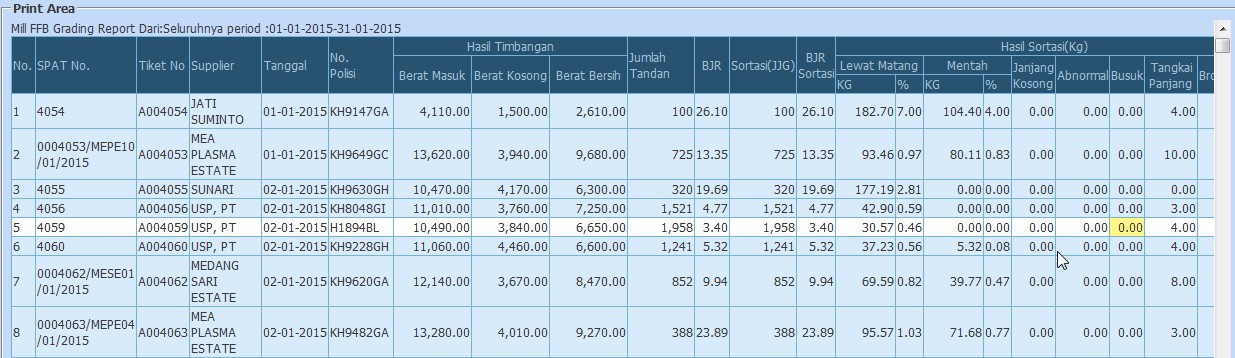 Print Area
Mill FFB Grading Report Dari:Seluruhnya period :01-01-2015-31-01-2015
No. SPAT No. Tiket No Supplier Tanggal No. Polisi Hasil Timbangan Jumlah Tandan BJR Sortasi(JJG) BJR Sortasi Hasil Sortasi(Kg)
Berat Masuk Berat Kosong Berat Bersih Lewat Matang Mentah Janjang Kosong Abnormal Busuk Tangkai Panjang
KG % KG %
1 4054 A004054 JATI SUMINTO 01-01-2015 KH9147GA 4,110.00 1,500.00 2,610.00 100 26.10 100 26.10 182.70 7.00 104.40 4.00 0.00 0.00 0.00 4.00
2 0004053/MEPE10/01/2015 A004053 MEA PLASMA ESTATE 01-01-2015 KH9649GC 13,620.00 3,940.00 9,680.00 725 13.35 725 13.35 93.46 0.97 80.11 0.83 0.00 0.00 0.00 10.00
3 4055 A004055 SUNARI 02-01-2015 KH9630GH 10,470.00 4,170.00 6,300.00 320 19.69 320 19.69 177.19 2.81 0.00 0.00 0.00 0.00 0.00 0.00
4 4056 A004056 USP, PT 02-01-2015 KH8048GI 11,010.00 3,760.00 7,250.00 1,521 4.77 1,521 4.77 42.90 0.59 0.00 0.00 0.00 0.00 0.00 3.00
5 4059 A004059 USP, PT 02-01-2015 H1894BL 10,490.00 3,840.00 6,650.00 1,958 3.40 1,958 3.40 30.57 0.46 0.00 0.00 0.00 0.00 0.00 4.00
6 4060 A004060 USP, PT 02-01-2015 KH9228GH 11,060.00 4,460.00 6,600.00 1,241 5.32 1,241 5.32 37.23 0.56 5.32 0.08 0.00 0.00 0.00 4.00
7 0004062/MESE01/01/2015 A004062 MEDANG SARI ESTATE 02-01-2015 KH9620GA 12,140.00 3,670.00 8,470.00 852 9.94 852 9.94 69.59 0.82 39.77 0.47 0.00 0.00 0.00 8.00
8 0004063/MEPE04/01/2015 A004063 MEA PLASMA ESTATE 02-01-2015 KH9482GA 13,280.00 4,010.00 9,270.00 388 23.89 388 23.89 95.57 1.03 71.68 0.77 0.00 0.00 0.00 3.00